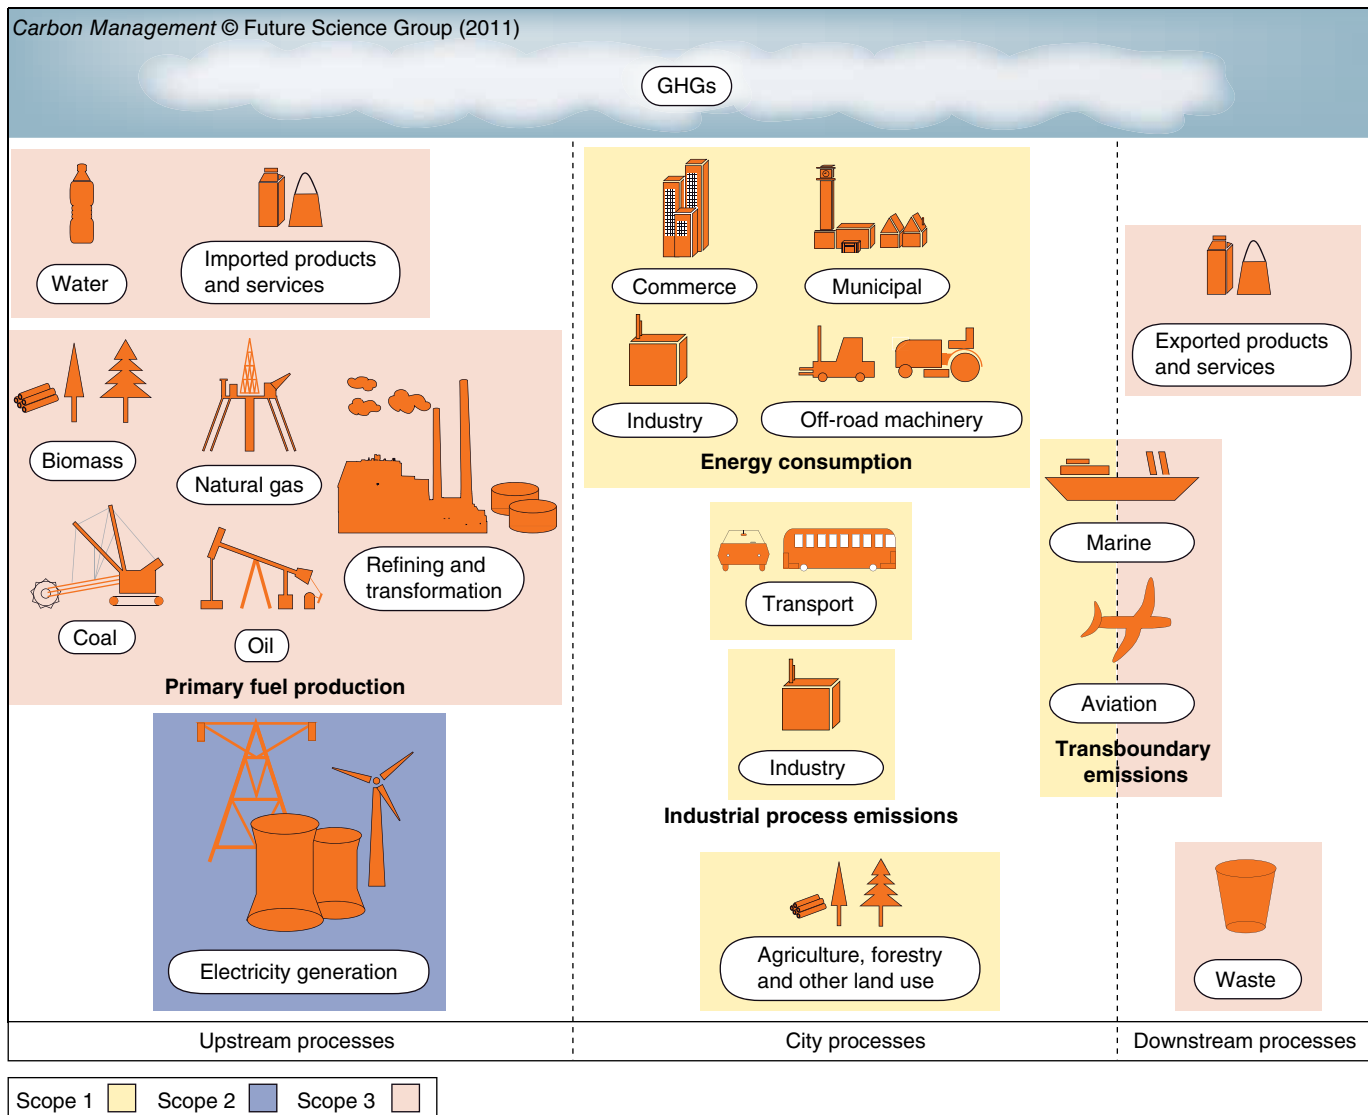 Carbon Management © Future Science Group (2011)
GHGs
Water
Imported products
and services
Biomass
Natural gas
Coal
Oil
Refining and
transformation
Primary fuel production
Electricity generation
Commerce
Municipal
Industry
Off-road machinery
Energy consumption
Transport
Industry
Industrial process emissions
Agriculture, forestry
and other land use
Exported products
and services
Marine
Aviation
Transboundary
emissions
Waste
Upstream processes
City processes
Downstream processes
Scope 1
Scope 2
Scope 3